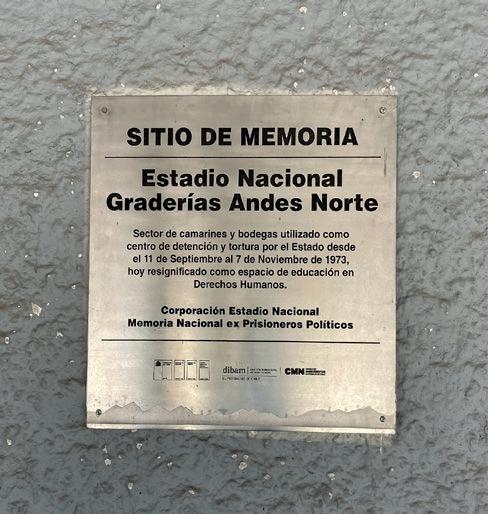 SITIO DE MEMORIA
Estadio Nacional
Graderías Andes Norte
Sector de camarines y bodegas utilizado como
centro de detención y tortura por el Estado desde
el 11 de Septiembre al 7 de Noviembre de 1973,
hoy resignificado como espacio de educación en
Derechos Humanos.
Corporación Estadio Nacional
Memoria Nacional ex Prisioneros Políticos
dibam
CMN